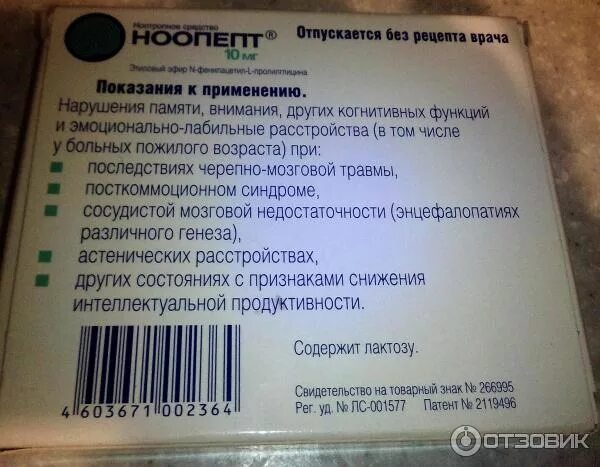 Ноотропное средство
НООПЕПТ®
10 мг
Отпускается без рецепта врача
Этиловый эфир N-фенилацетил-L-пролилглицина
Показания к применению.
Нарушения памяти, внимания, других когнитивных функций
и эмоционально-лабильные расстройства (в том числе
у больных пожилого возраста) при:
последствиях черепно-мозговой травмы,
посткоммоционном синдроме,
сосудистой мозговой недостаточности (энцефалопатиях
различного генеза),
астенических расстройствах,
других состояниях с признаками снижения
интеллектуальной продуктивности.
Содержит лактозу.
4 603671 002364
Свидетельство на товарный знак № 266995
Рег. уд. № ЛС-001577 Патент № 2119496
ОТЗОВИК